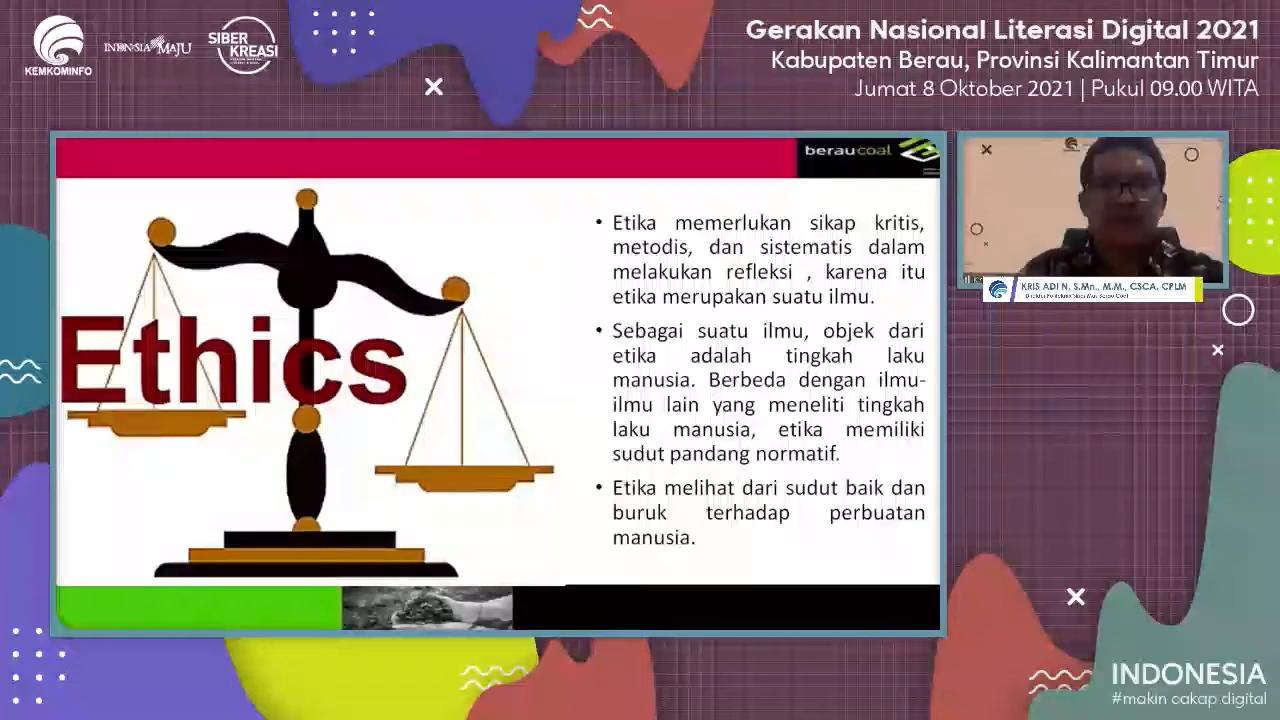 KEMKOMINFO
INDONESIA MAJU
SIBER
KREASI
Gerakan Nasional Literasi Digital 2021
Kabupaten Berau, Provinsi Kalimantan Timur
Jumat 8 Oktober 2021 | Pukul 09.00 WITA
beraucoal
Ethics
• Etika memerlukan sikap kritis,
metodis, dan sistematis dalam
melakukan refleksi , karena itu
etika merupakan suatu ilmu.
• Sebagai suatu ilmu, objek dari
etika adalah tingkah laku
manusia. Berbeda dengan ilmu-
ilmu lain yang meneliti tingkah
laku manusia, etika memiliki
sudut pandang normatif.
• Etika melihat dari sudut baik dan
buruk terhadap perbuatan
manusia.
KRIS ADI N, S.Mn., M.M., CSCA, CPLM
INDONESIA
#makin cakap digital